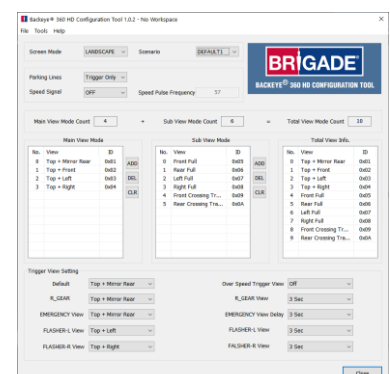 Backeye® 360 HD Configuration Tool 1.0.2 - No Workspace
File Tools Help
Screen Mode LANDSCAPE Scenario DEFAULT1
Parking Lines Trigger Only
Speed Signal OFF Speed Pulse Frequency 57
BRIGADE
BACKEYE® 360 HD CONFIGURATION TOOL
Main View Mode Count 4 + Sub View Mode Count 6 = Total View Mode Count 10
Main View Mode
No. View ID
0 Top + Mirror Rear 0x01
1 Top + Front 0x02
2 Top + Left 0x03
3 Top + Right 0x04
ADD
DEL
CLR
Sub View Mode
No. View ID
0 Front Full 0x05
1 Rear Full 0x06
2 Left Full 0x07
3 Right Full 0x08
4 Front Crossing Tr... 0x09
5 Rear Crossing Tra... 0x0A
ADD
DEL
CLR
Total View Info.
No. View ID
0 Top + Mirror Rear 0x01
1 Top + Front 0x02
2 Top + Left 0x03
3 Top + Right 0x04
4 Front Full 0x05
5 Rear Full 0x06
6 Left Full 0x07
7 Right Full 0x08
8 Front Crossing Tr... 0x09
9 Rear Crossing Tra... 0x0A
Trigger View Setting
Default Top + Mirror Rear Over Speed Trigger View Off
R_GEAR Top + Mirror Rear R_GEAR View 3 Sec
EMERGENCY View Top + Mirror Rear EMERGENCY View Delay 3 Sec
FLASHER-L View Top + Left FLASHER-L View 3 Sec
FLASHER-R View Top + Right FALSHER-R View 3 Sec
Close